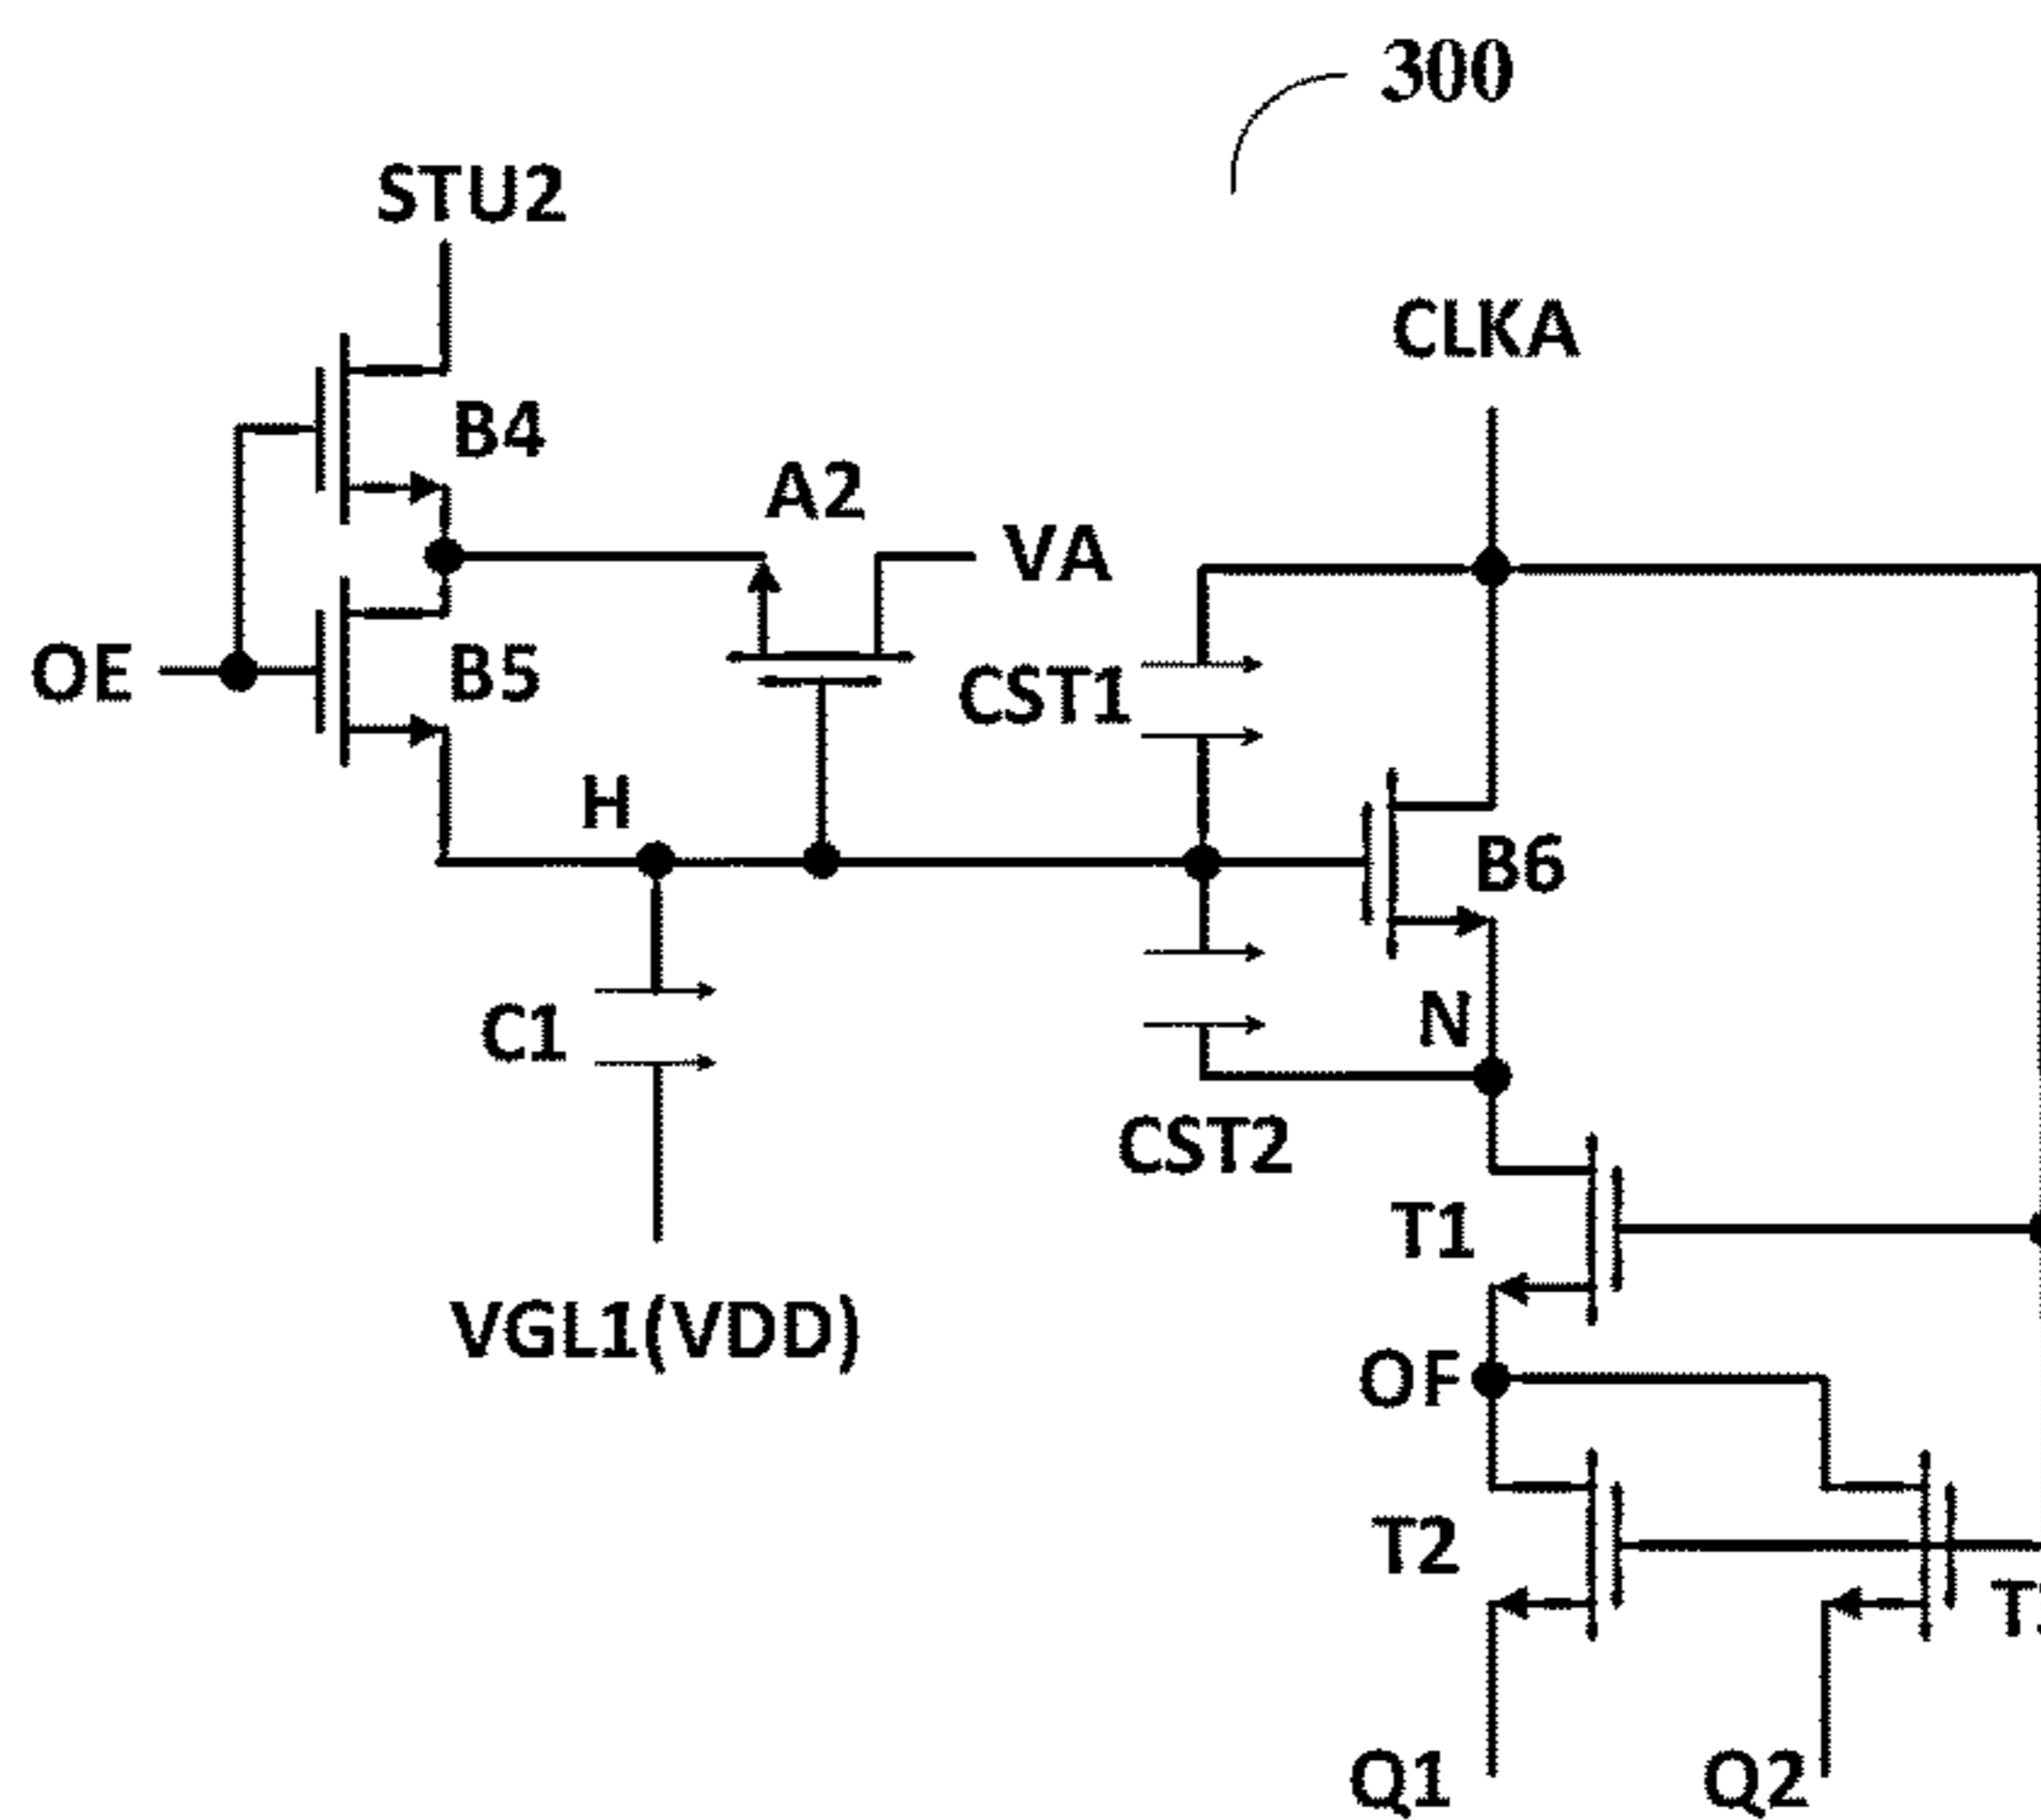 300
STU2
CLKA
B4
A2
VA
OE
B5
CST1
H
B6
C1
N
CST2
T1
VGL1(VDD)
OF
T2
Q1
Q2